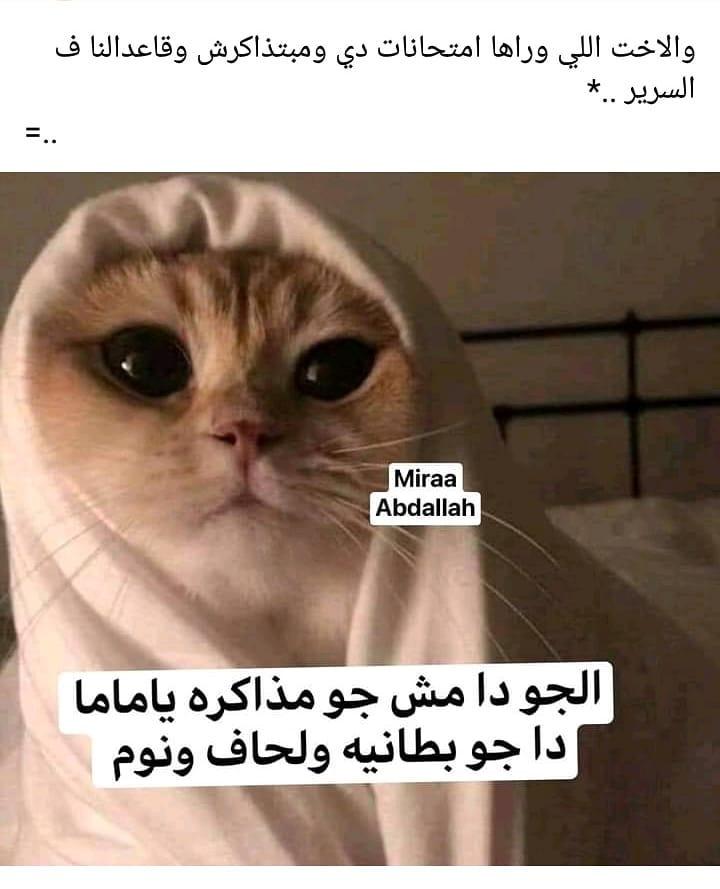 والاخت اللي وراها امتحانات دي ومبتذاكرش وقاعدالنا ف
السرير ..*
..=
Miraa
Abdallah
الجو دا مش جو مذاكره ياماما
دا جو بطانيه ولحاف ونوم